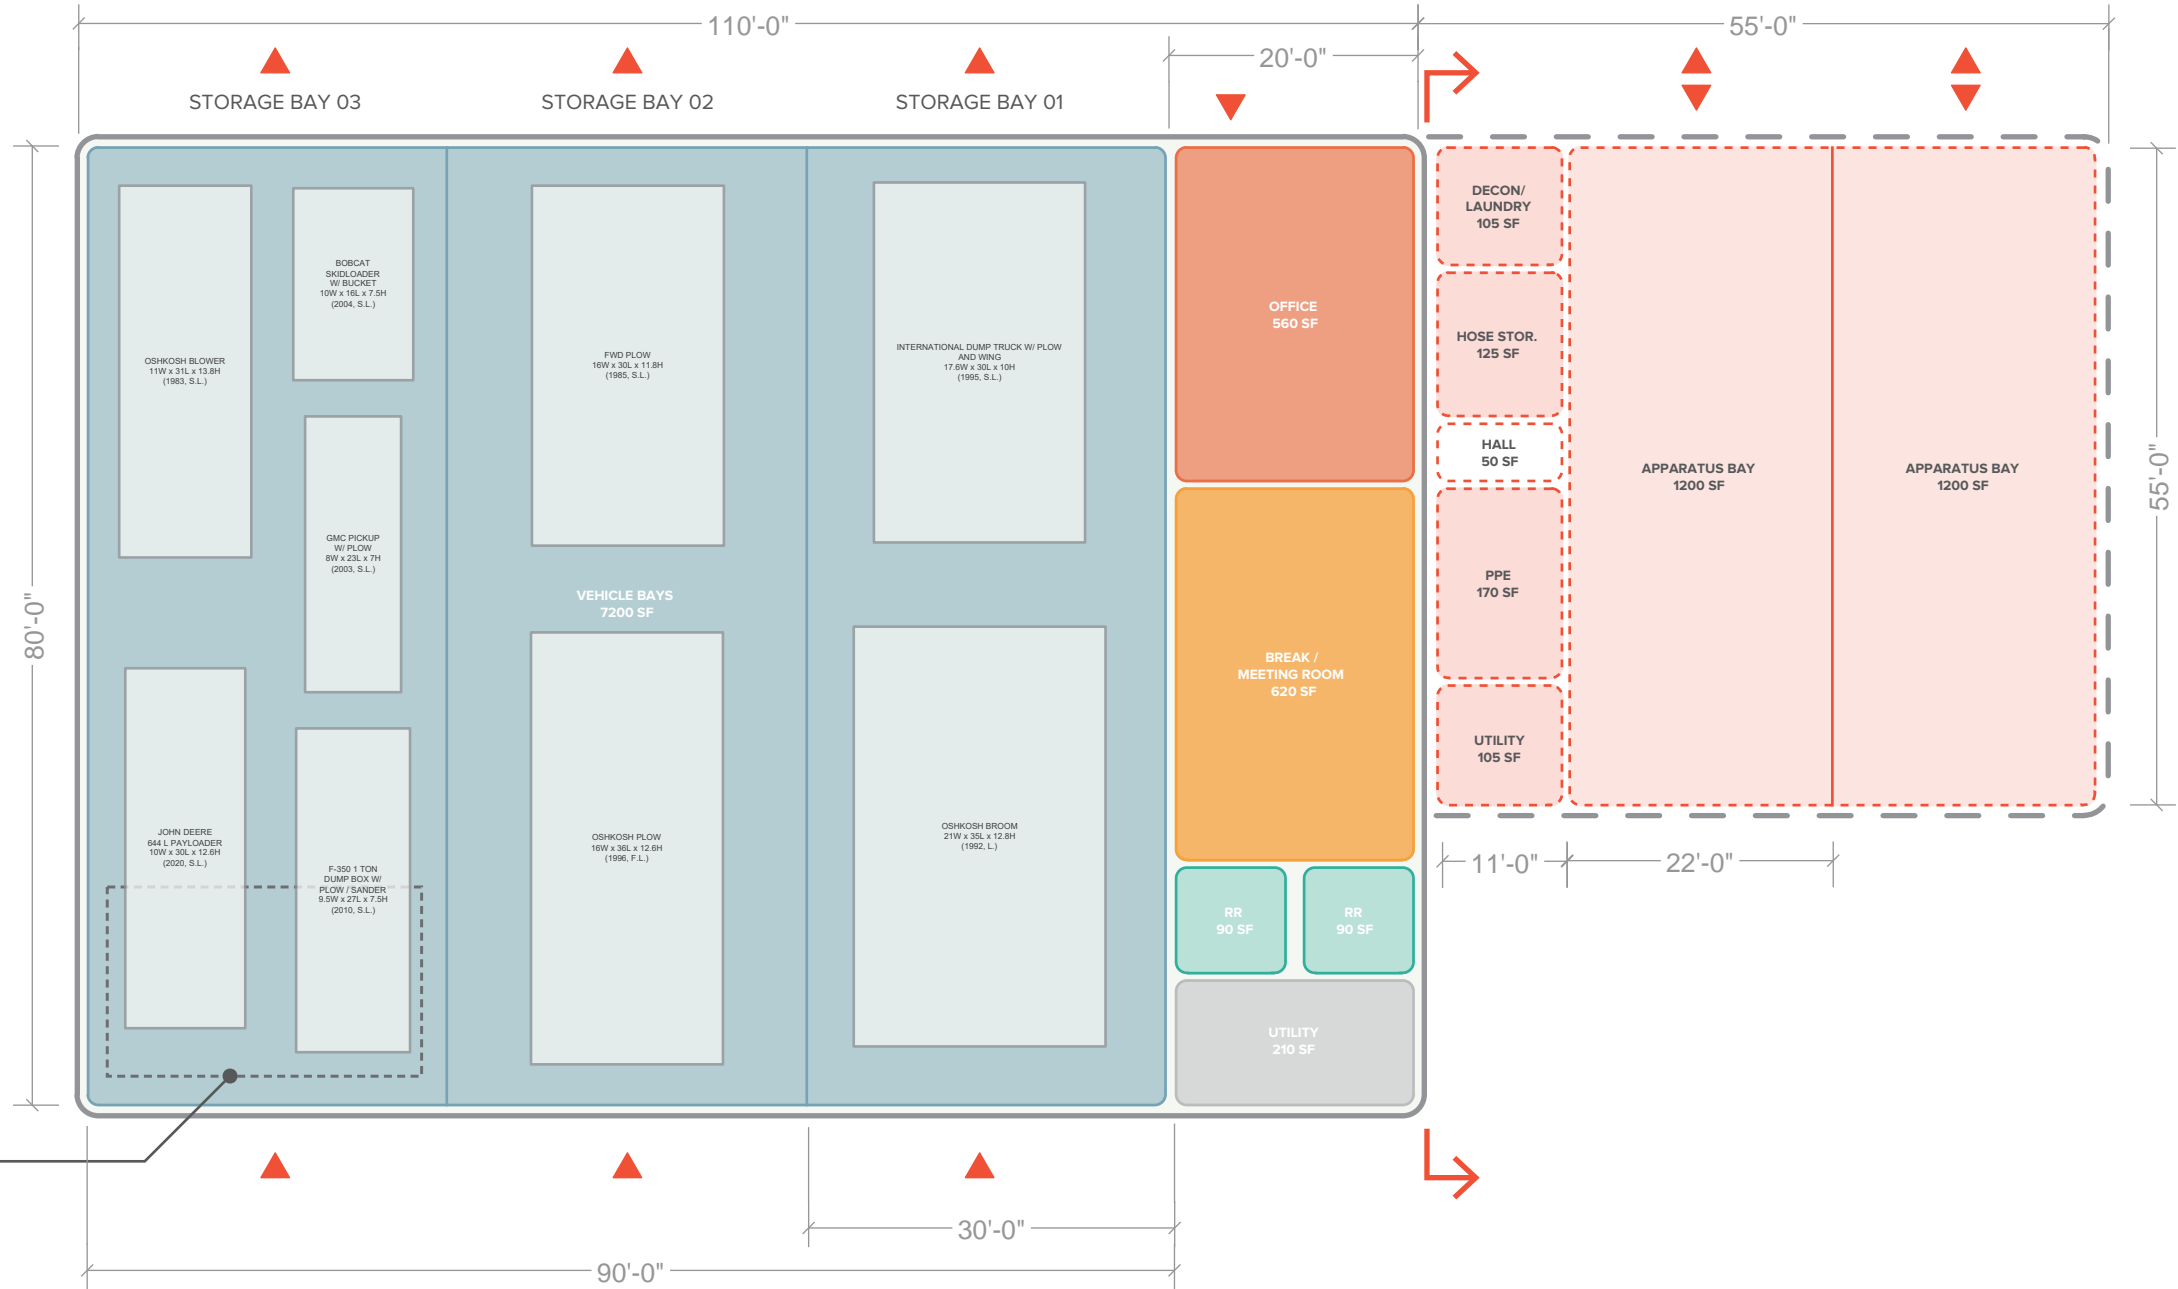 110'-0"
55'-0"
20'-0"
STORAGE BAY 03
STORAGE BAY 02
STORAGE BAY 01
80'-0"
OSHKOSH BLOWER
11W x 31L x 13.8H
(1983, S.L.)
BOBCAT
SKIDLOADER
W/ BUCKET
10W x 16L x 7.5H
(2004, S.L.)
GMC PICKUP
W/ PLOW
8W x 23L x 7H
(2003, S.L.)
JOHN DEERE
644 L PAYLOADER
10W x 30L x 12.6H
(2020, S.L.)
F-350 1 TON
DUMP BOX W/
PLOW / SANDER
9.5W x 27L x 7.5H
(2010, S.L.)
FWD PLOW
16W x 30L x 11.8H
(1985, S.L.)
VEHICLE BAYS
7200 SF
OSHKOSH PLOW
16W x 36L x 12.6H
(1996, F.L.)
INTERNATIONAL DUMP TRUCK W/ PLOW
AND WING
17.6W x 30L x 10H
(1995, S.L.)
OSHKOSH BROOM
21W x 35L x 12.8H
(1992, L.)
OFFICE
560 SF
BREAK /
MEETING ROOM
620 SF
RR
90 SF
RR
90 SF
UTILITY
210 SF
DECON/
LAUNDRY
105 SF
HOSE STOR.
125 SF
HALL
50 SF
PPE
170 SF
UTILITY
105 SF
APPARATUS BAY
1200 SF
APPARATUS BAY
1200 SF
55'-0"
11'-0"
22'-0"
30'-0"
90'-0"